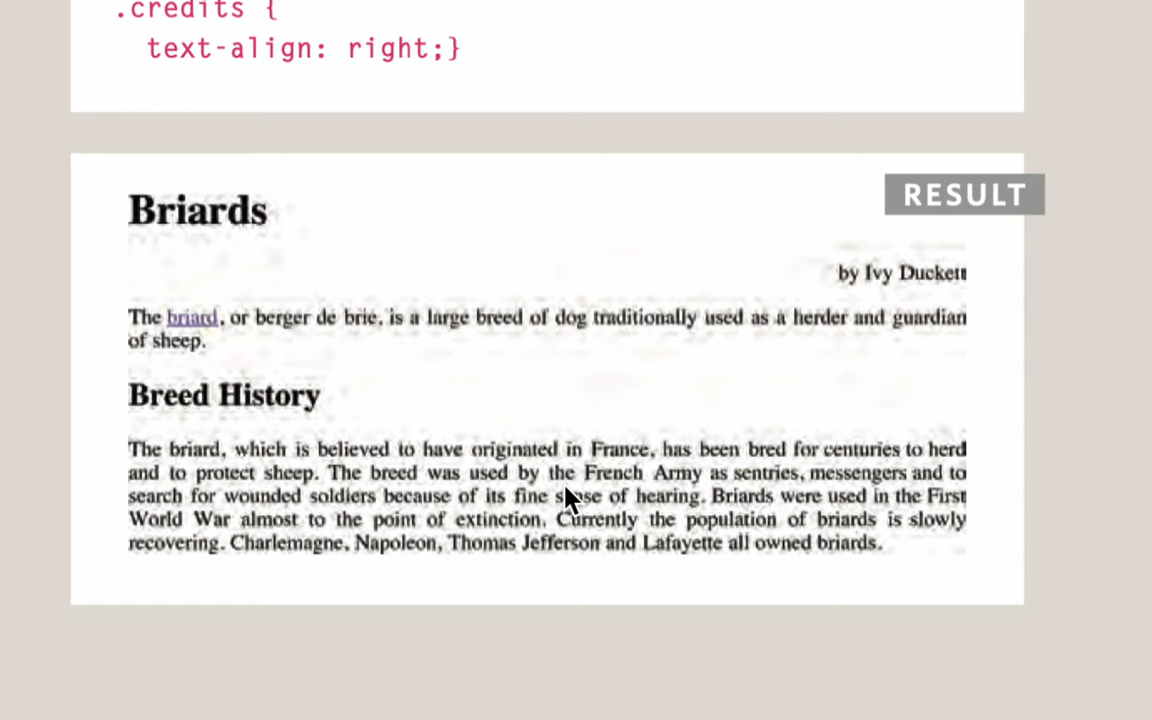 .credits {
text-align: right;}
RESULT
Briards
by Ivy Duckett
The briard, or berger de brie, is a large breed of dog traditionally used as a herder and guardian
of sheep.
Breed History
The briard, which is believed to have originated in France, has been bred for centuries to herd
and to protect sheep. The breed was used by the French Army as sentries, messengers and to
search for wounded soldiers because of its fine sense of hearing. Briards were used in the First
World War almost to the point of extinction. Currently the population of briards is slowly
recovering. Charlemagne, Napoleon, Thomas Jefferson and Lafayette all owned briards.